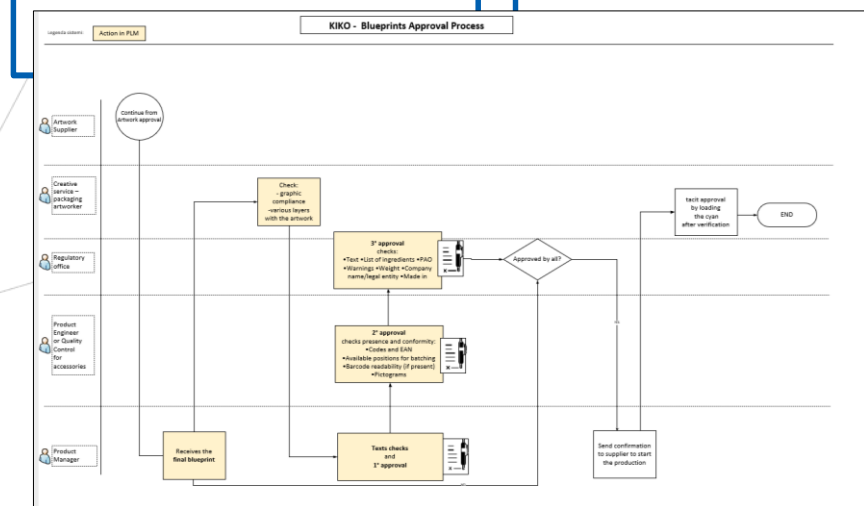 KIKO - Blueprints Approval Process
Action in PLM
Artwork
Supplier
Continue from
Artwork approval
Creative
service –
packaging
artworker
Check:
- graphic
compliance
-various layers
with the artwork
tacit approval
by loading
the cyan
after verification
END
Regulatory
office
3° approval
checks:
•Text •List of ingredients •PAO
•Warnings •Weight •Company
name/legal entity •Made in
Approved by all?
Product
Engineer
or Quality
Control
for
accessories
2° approval
checks presence and conformity:
•Codes and EAN
•Available positions for batching
•Barcode readability (if present)
•Pictograms
Product
Manager
Receives the
final blueprint
Tests checks
and
1° approval
Send confirmation
to supplier to start
the production